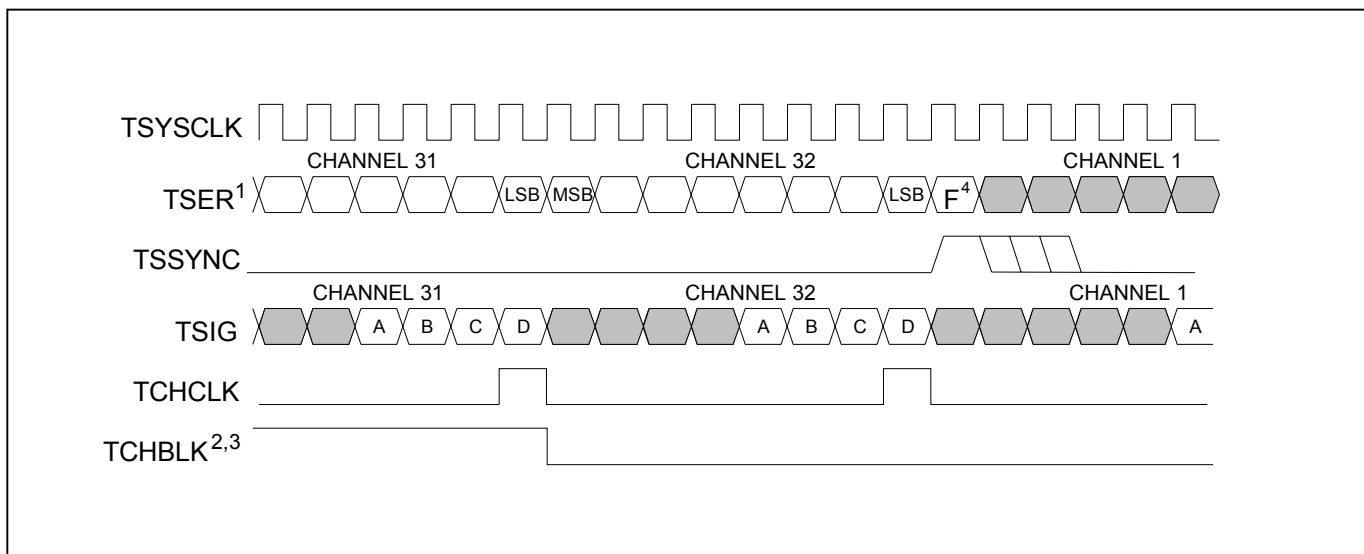 TSYSCLK
CHANNEL 31 CHANNEL 32 CHANNEL 1
TSER¹ LSB MSB LSB F⁴
TSSYNC
CHANNEL 31 CHANNEL 32 CHANNEL 1
TSIG A B C D A B C D A
TCHCLK
TCHBLK²,³